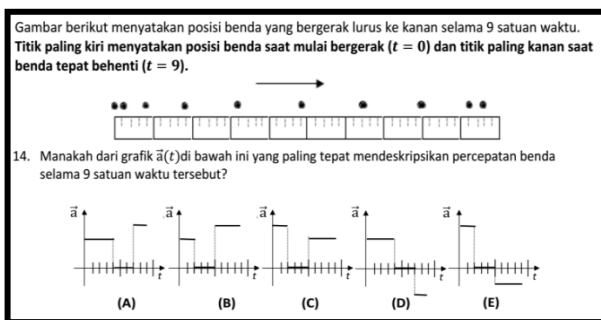 Gambar berikut menyatakan posisi benda yang bergerak lurus ke kanan selama 9 satuan waktu.
Titik paling kiri menyatakan posisi benda saat mulai bergerak (t = 0) dan titik paling kanan saat
benda tepat behenti (t = 9).
14. Manakah dari grafik a⃗(t)di bawah ini yang paling tepat mendeskripsikan percepatan benda
selama 9 satuan waktu tersebut?
a⃗ a⃗ a⃗ a⃗ a⃗
t t t t t
(A) (B) (C) (D) (E)